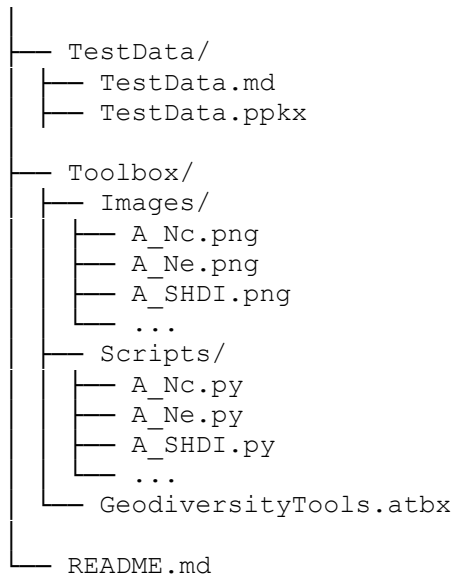 TestData/
TestData.md
TestData.ppkx
Toolbox/
Images/
A_Nc.png
A_Ne.png
A_SHDI.png
...
Scripts/
A_Nc.py
A_Ne.py
A_SHDI.py
...
GeodiversityTools.atbx
README.md